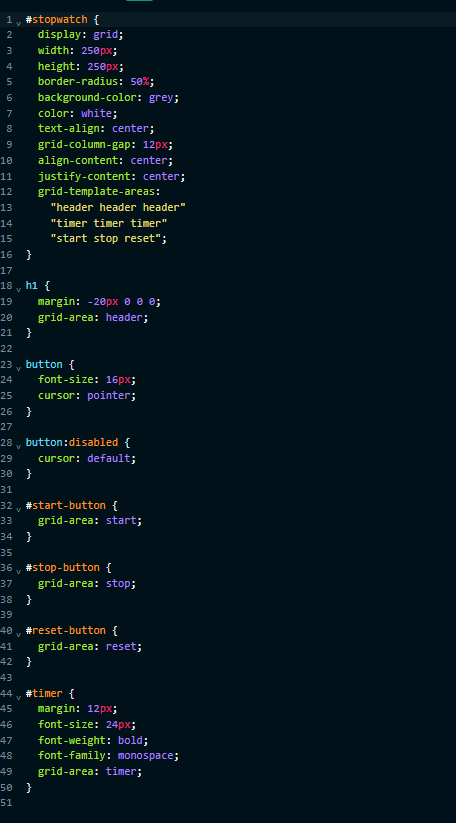 1 #stopwatch {
2   display: grid;
3   width: 250px;
4   height: 250px;
5   border-radius: 50%;
6   background-color: grey;
7   color: white;
8   text-align: center;
9   grid-column-gap: 12px;
10   align-content: center;
11   justify-content: center;
12   grid-template-areas:
13     "header header header"
14     "timer timer timer"
15     "start stop reset";
16 }
17
18 h1 {
19   margin: -20px 0 0 0;
20   grid-area: header;
21 }
22
23 button {
24   font-size: 16px;
25   cursor: pointer;
26 }
27
28 button:disabled {
29   cursor: default;
30 }
31
32 #start-button {
33   grid-area: start;
34 }
35
36 #stop-button {
37   grid-area: stop;
38 }
39
40 #reset-button {
41   grid-area: reset;
42 }
43
44 #timer {
45   margin: 12px;
46   font-size: 24px;
47   font-weight: bold;
48   font-family: monospace;
49   grid-area: timer;
50 }
51